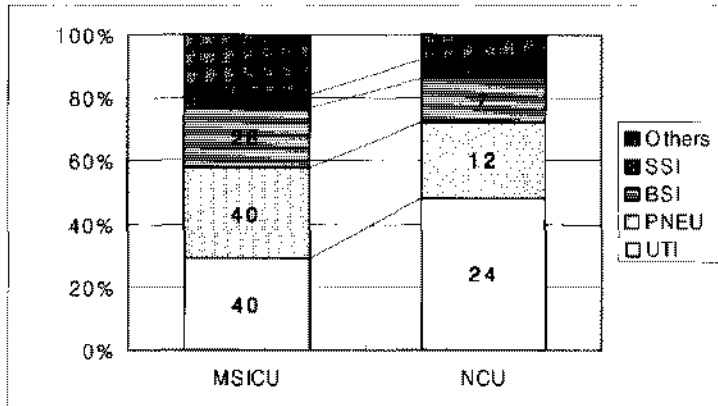 100%
80%
60%
40%
20%
0%
40
40
24
12
7
MSICU
NCU
Others
SSI
BSI
PNEU
UTI